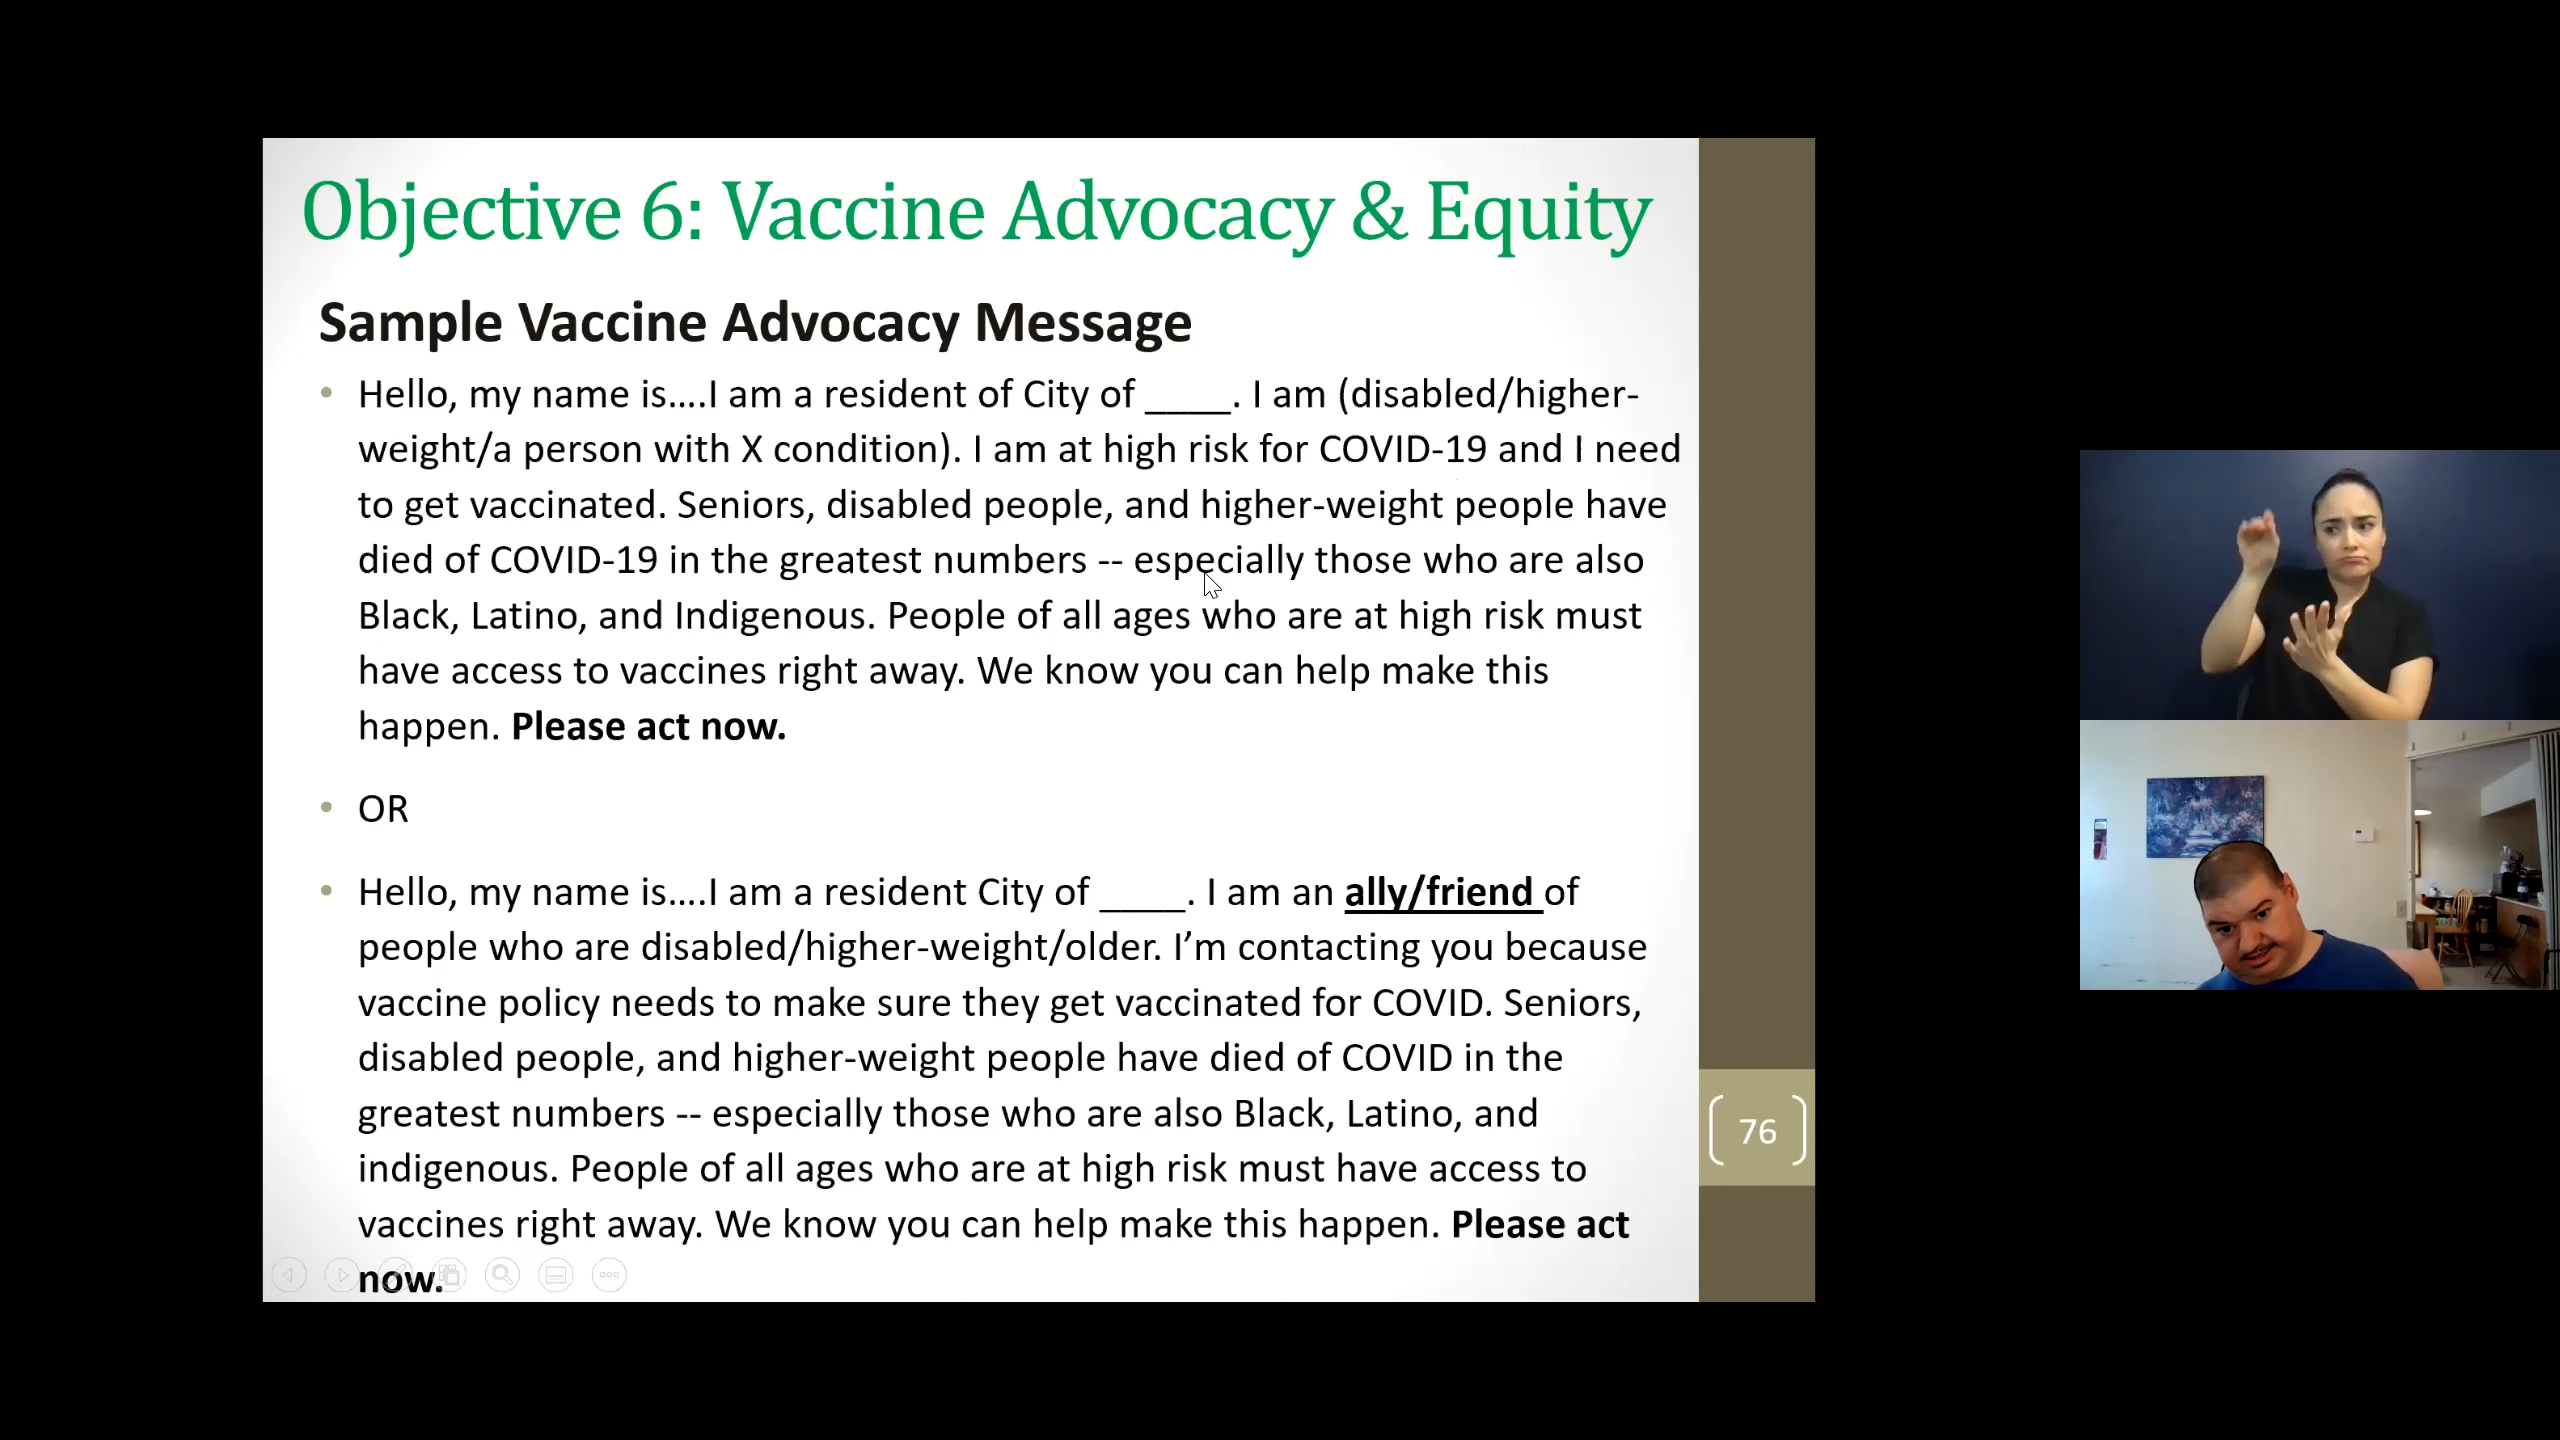 Objective 6: Vaccine Advocacy & Equity
Sample Vaccine Advocacy Message
• Hello, my name is....I am a resident of City of ____. I am (disabled/higher-
weight/a person with X condition). I am at high risk for COVID-19 and I need
to get vaccinated. Seniors, disabled people, and higher-weight people have
died of COVID-19 in the greatest numbers -- especially those who are also
Black, Latino, and Indigenous. People of all ages who are at high risk must
have access to vaccines right away. We know you can help make this
happen. Please act now.
• OR
• Hello, my name is....I am a resident City of ____. I am an ally/friend of
people who are disabled/higher-weight/older. I’m contacting you because
vaccine policy needs to make sure they get vaccinated for COVID. Seniors,
disabled people, and higher-weight people have died of COVID in the
greatest numbers -- especially those who are also Black, Latino, and
indigenous. People of all ages who are at high risk must have access to
vaccines right away. We know you can help make this happen. Please act
now.
76